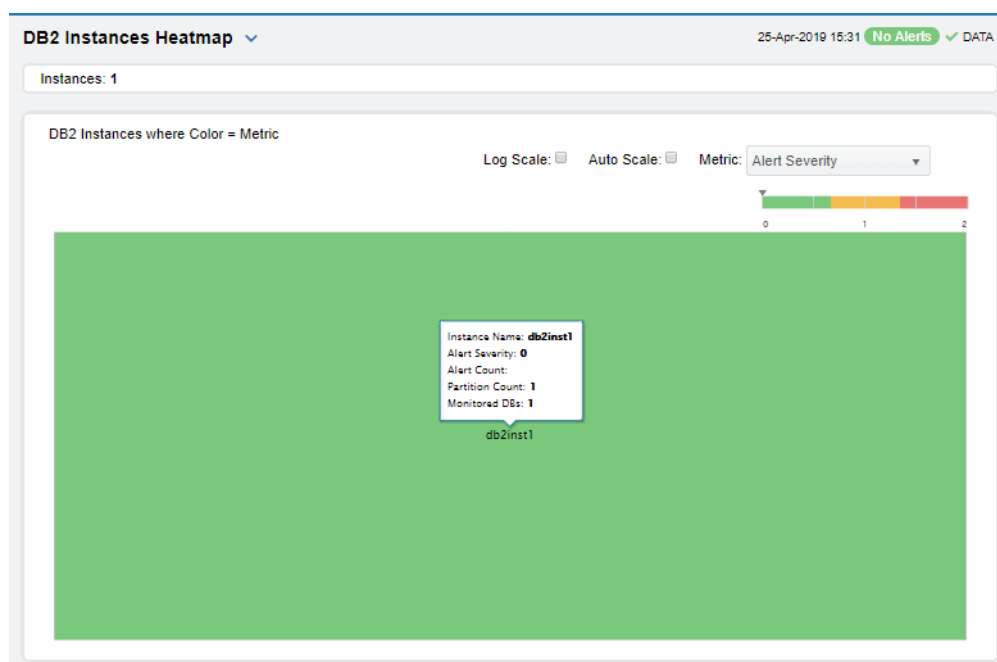 DB2 Instances Heatmap
25-Apr-2019 15:31 No Alerts DATA
Instances: 1
DB2 Instances where Color = Metric
Log Scale: Auto Scale: Metric: Alert Severity
0 1 2
Instance Name: db2inst1
Alert Severity: 0
Alert Count:
Partition Count: 1
Monitored DBs: 1
db2inst1